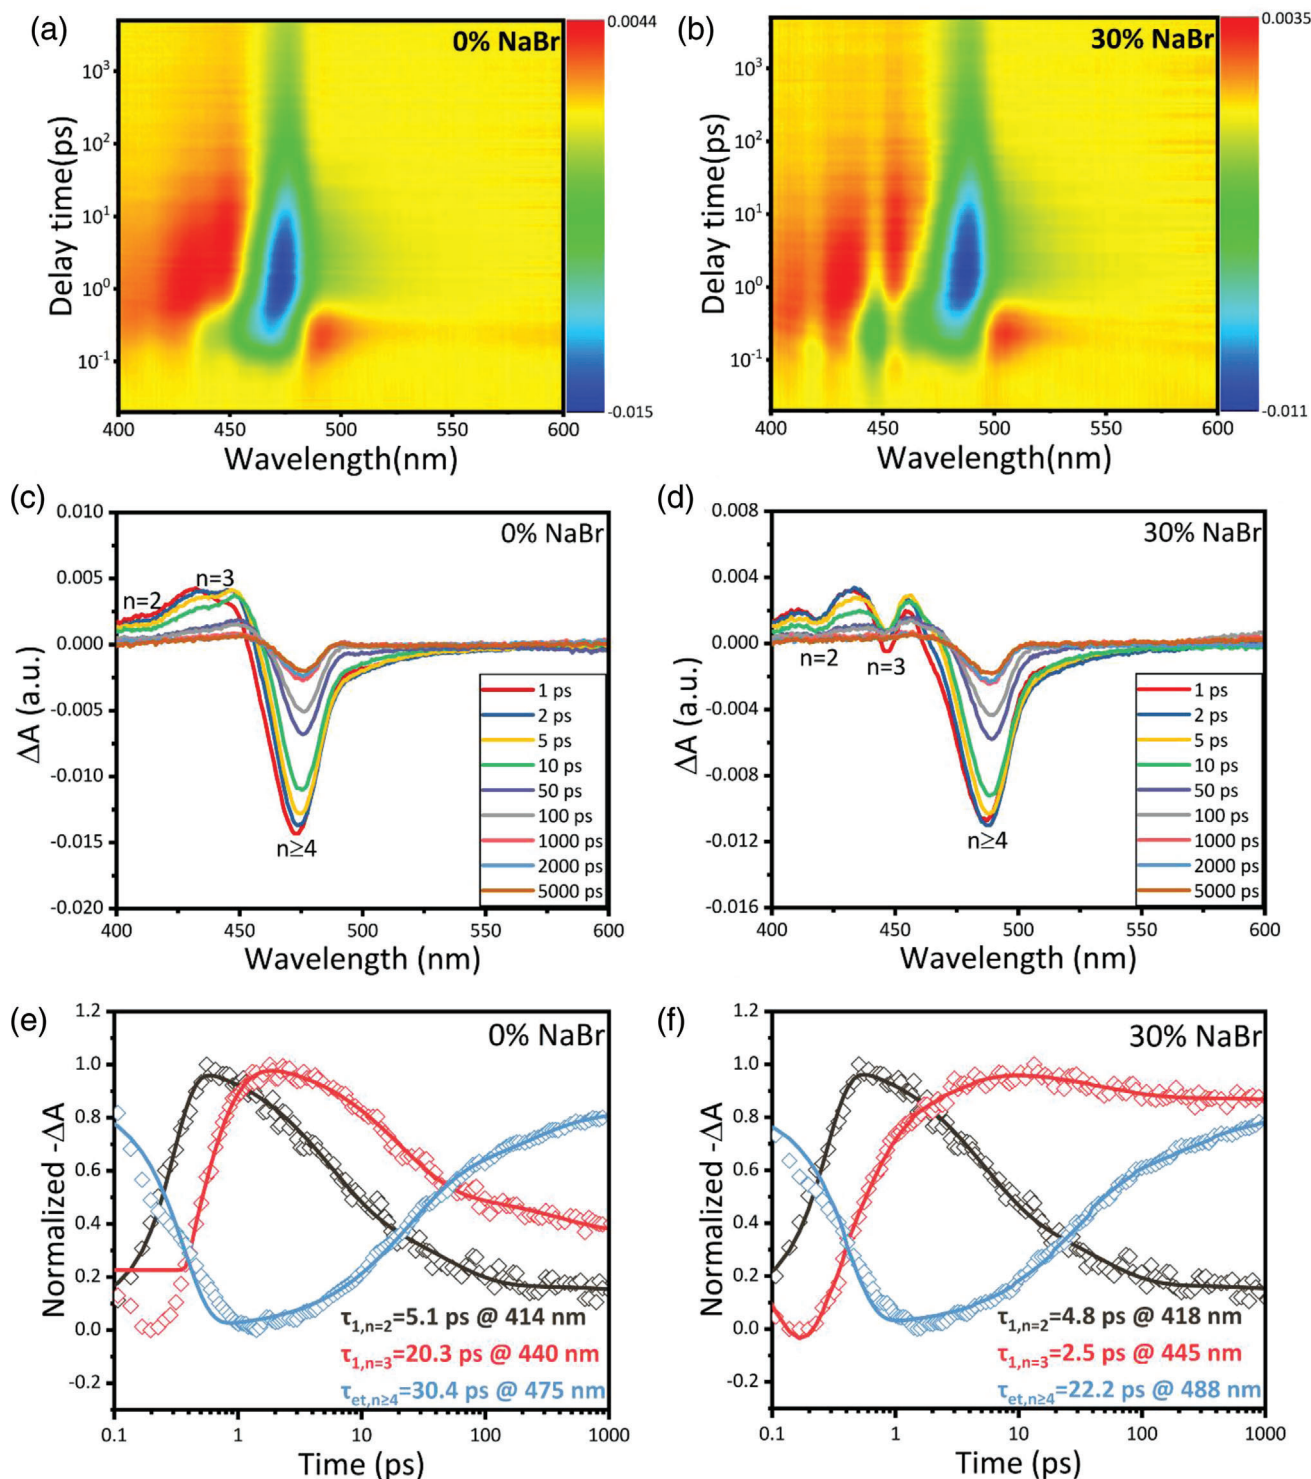 (a)
0% NaBr
0.0044
-0.015
Delay time(ps)
10³
10²
10¹
10⁰
10⁻¹
400 450 500 550 600
Wavelength(nm)
(b)
30% NaBr
0.0035
-0.011
Delay time(ps)
10³
10²
10¹
10⁰
10⁻¹
400 450 500 550 600
Wavelength(nm)
(c)
0% NaBr
ΔA (a.u.)
0.010
0.005
0.000
-0.005
-0.010
-0.015
-0.020
n=2
n=3
n≥4
1 ps
2 ps
5 ps
10 ps
50 ps
100 ps
1000 ps
2000 ps
5000 ps
400 450 500 550 600
Wavelength (nm)
(d)
30% NaBr
ΔA (a.u.)
0.008
0.004
0.000
-0.004
-0.008
-0.012
-0.016
n=2
n=3
n≥4
1 ps
2 ps
5 ps
10 ps
50 ps
100 ps
1000 ps
2000 ps
5000 ps
400 450 500 550 600
Wavelength (nm)
(e)
0% NaBr
Normalized -ΔA
1.2
1.0
0.8
0.6
0.4
0.2
0.0
-0.2
τ1,n=2=5.1 ps @ 414 nm
τ1,n=3=20.3 ps @ 440 nm
τet,n≥4=30.4 ps @ 475 nm
0.1 1 10 100 1000
Time (ps)
(f)
30% NaBr
Normalized -ΔA
1.2
1.0
0.8
0.6
0.4
0.2
0.0
-0.2
τ1,n=2=4.8 ps @ 418 nm
τ1,n=3=2.5 ps @ 445 nm
τet,n≥4=22.2 ps @ 488 nm
0.1 1 10 100 1000
Time (ps)